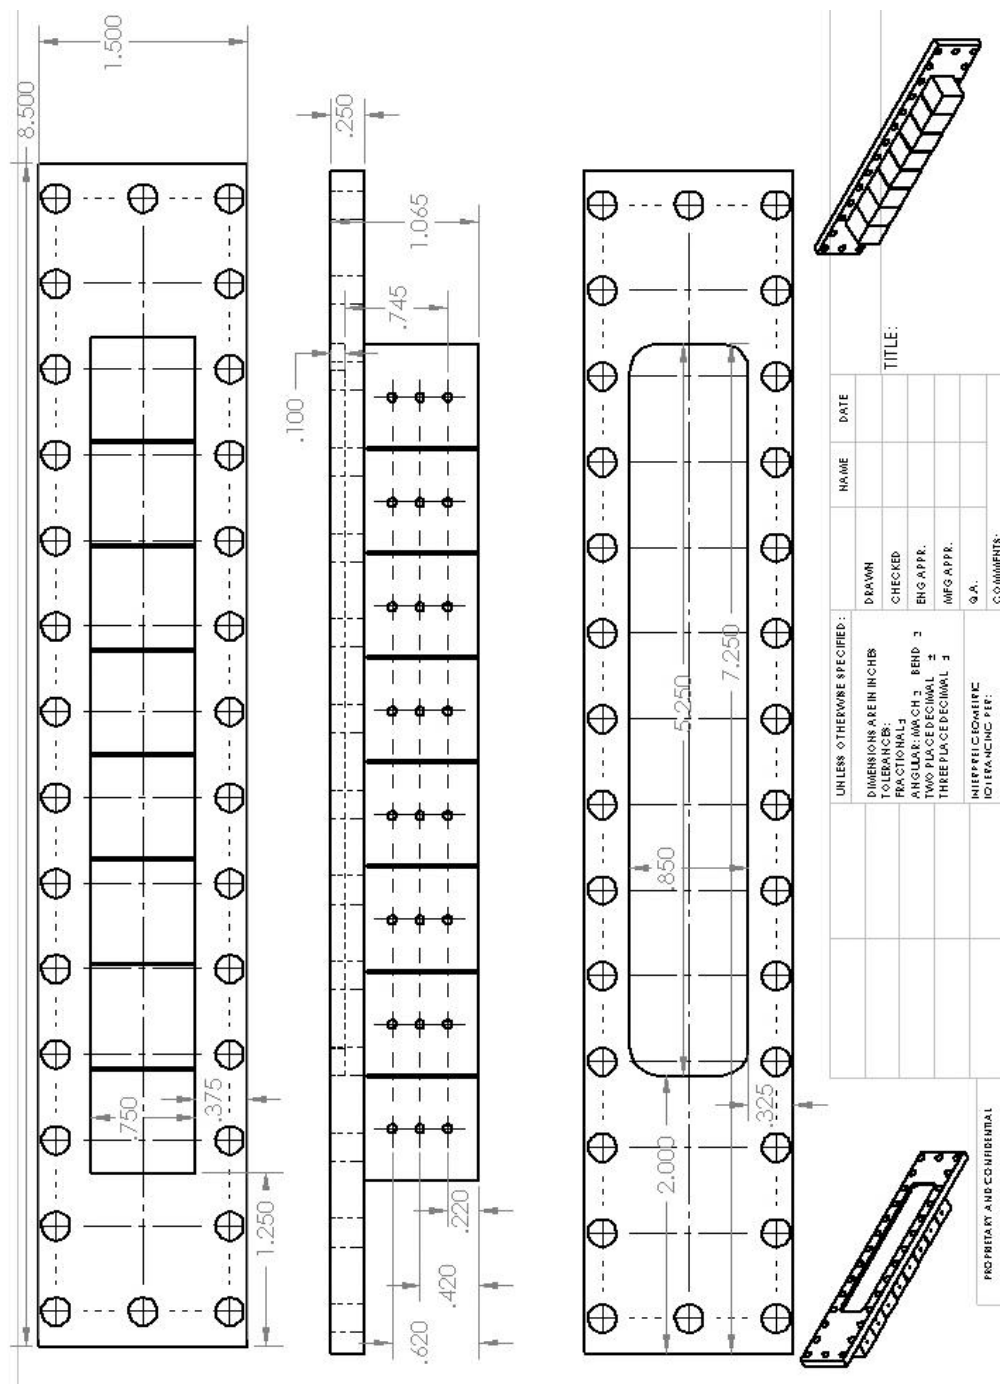 8.500
1.500
1.250
.750
.375
.250
1.065
.745
.100
.220
.420
.620
5.250
7.250
.850
2.000
.325
PROPRIETARY AND CONFIDENTIAL
UNLESS OTHERWISE SPECIFIED:
DIMENSIONS ARE IN INCHES
TOLERANCES:
FRACTIONAL ±
ANGULAR: MACH ± BEND ±
TWO PLACE DECIMAL ±
THREE PLACE DECIMAL ±
INTERPRET GEOMETRIC
TOLERANCING PER:
NAME DATE
DRAWN
CHECKED
ENG APPR.
MFG APPR.
Q.A.
COMMENTS:
TITLE: